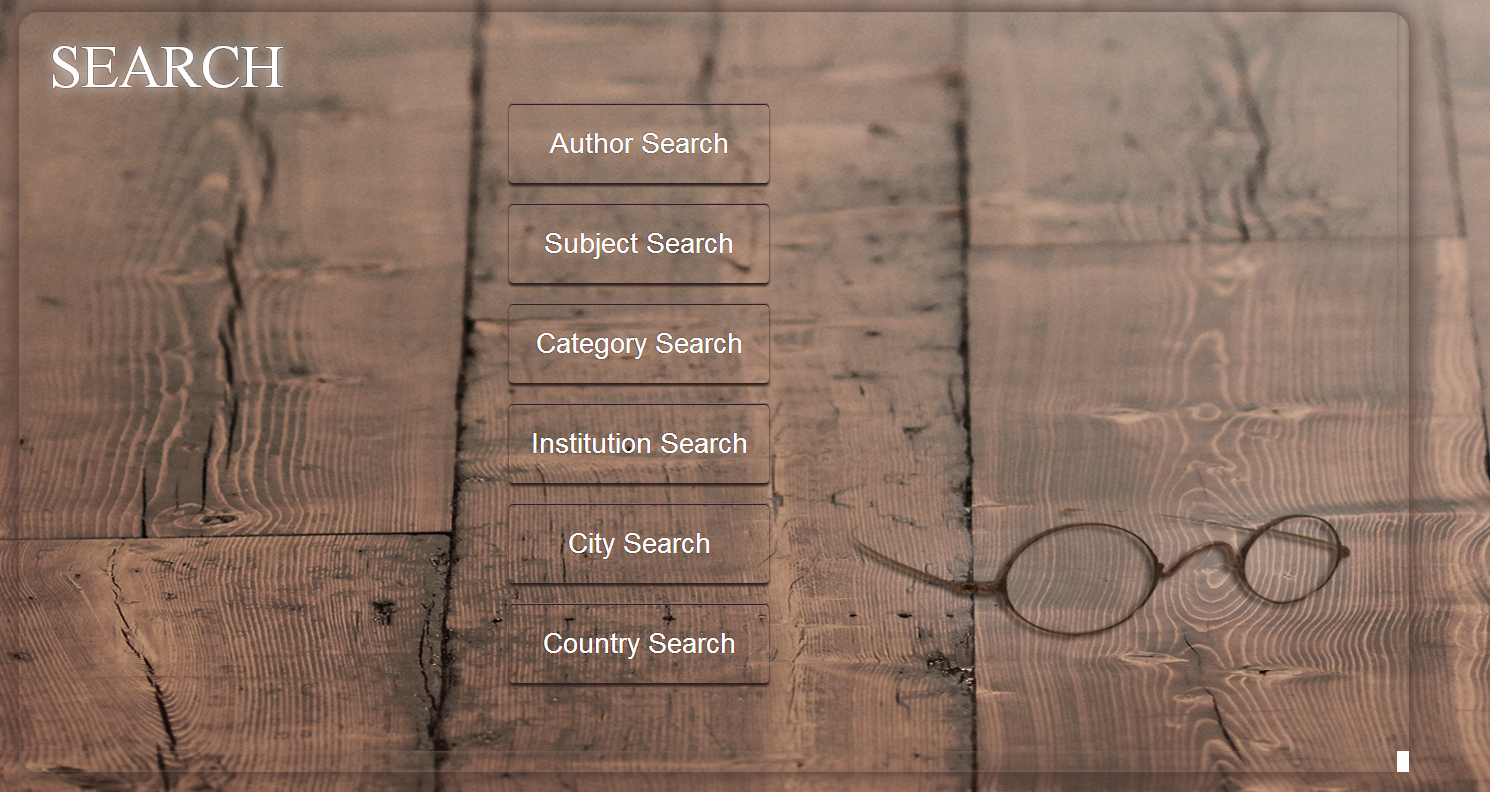 SEARCH
Author Search
Subject Search
Category Search
Institution Search
City Search
Country Search